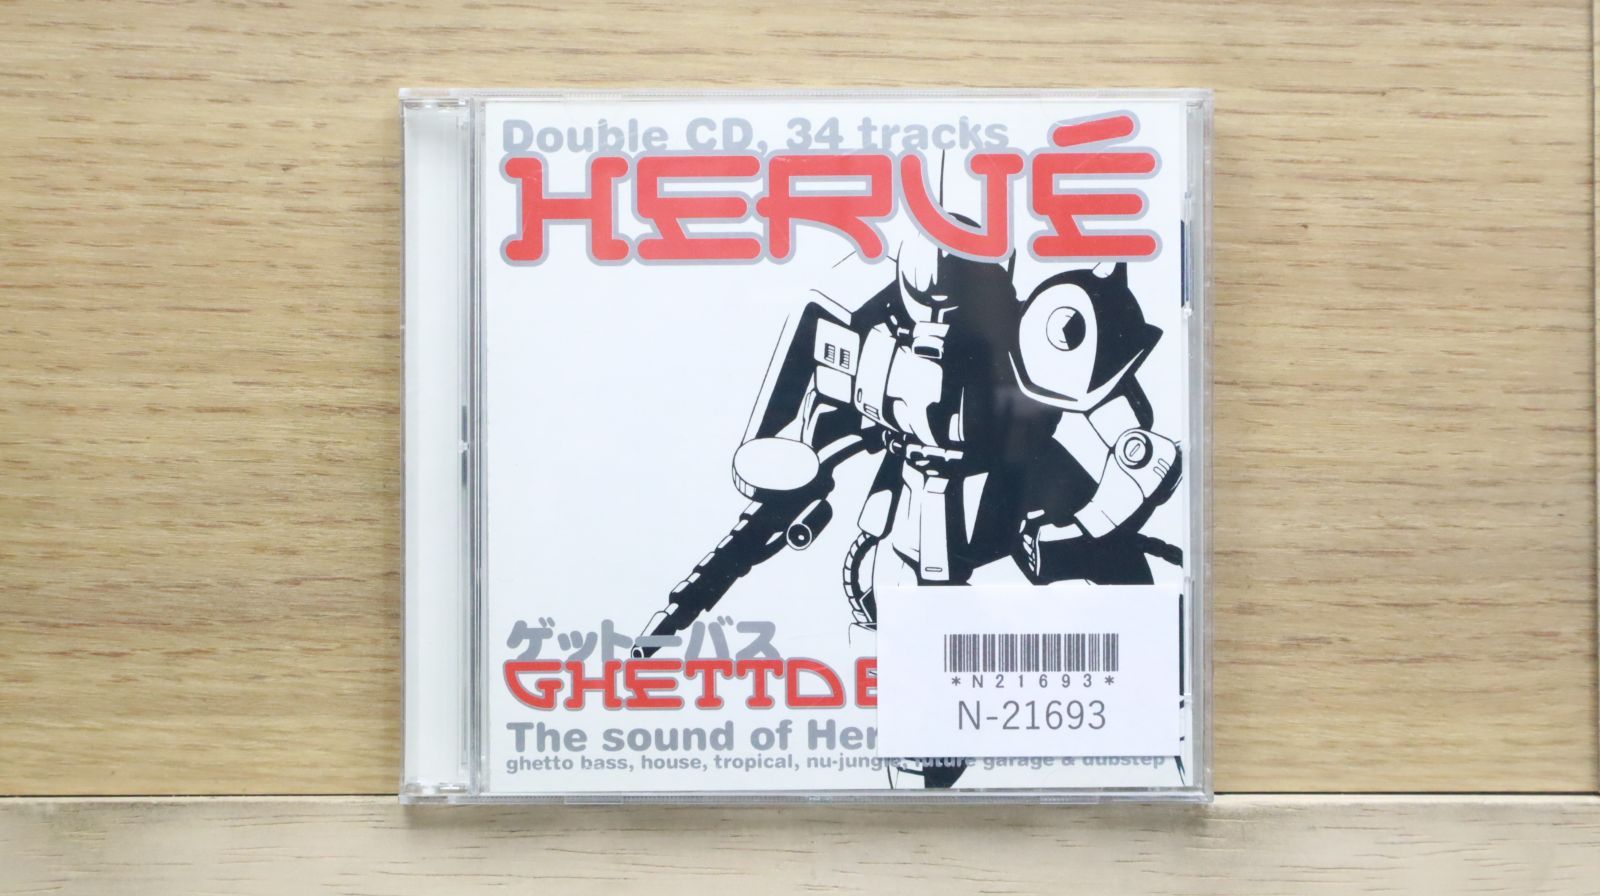 Double CD, 34 tracks
HERVÉ
ゲットーバス
GHETTO
The sound of
ghetto bass, house, tropical, nu-jungle, future garage & dubstep
*N21693*
N-21693